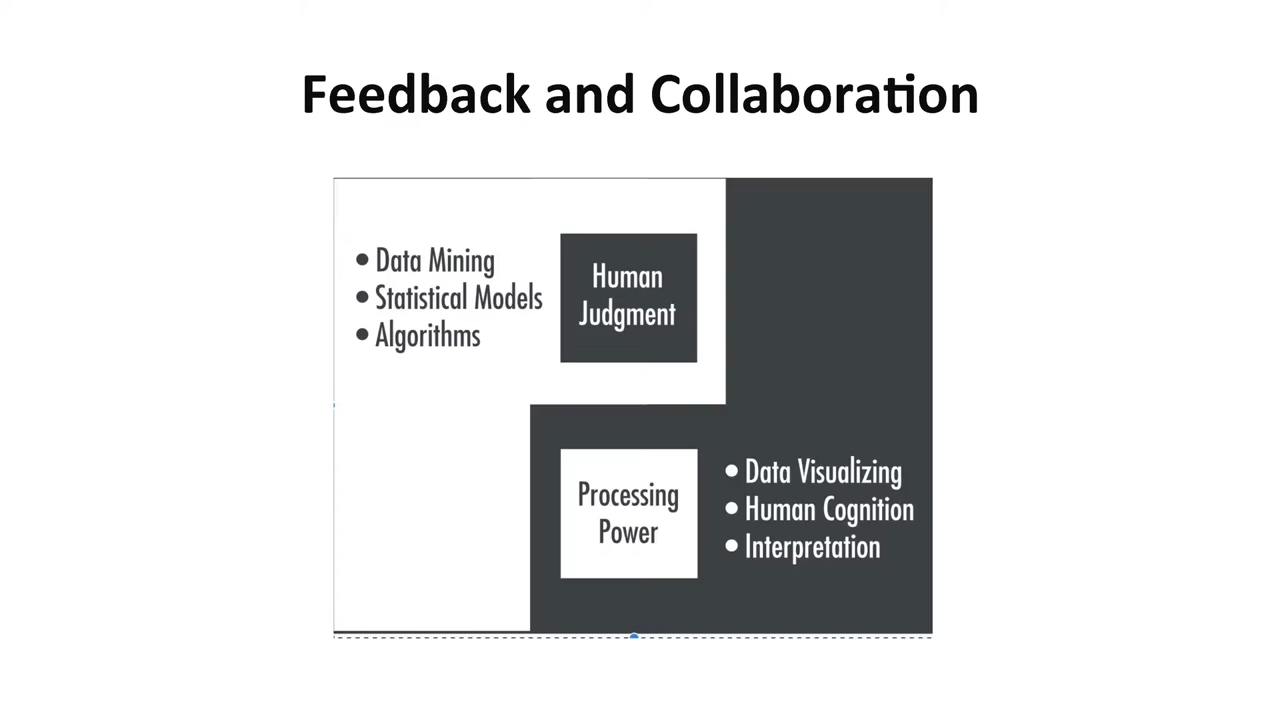 Feedback and Collaboration
• Data Mining
• Statistical Models
• Algorithms
Human
Judgment
Processing
Power
• Data Visualizing
• Human Cognition
• Interpretation